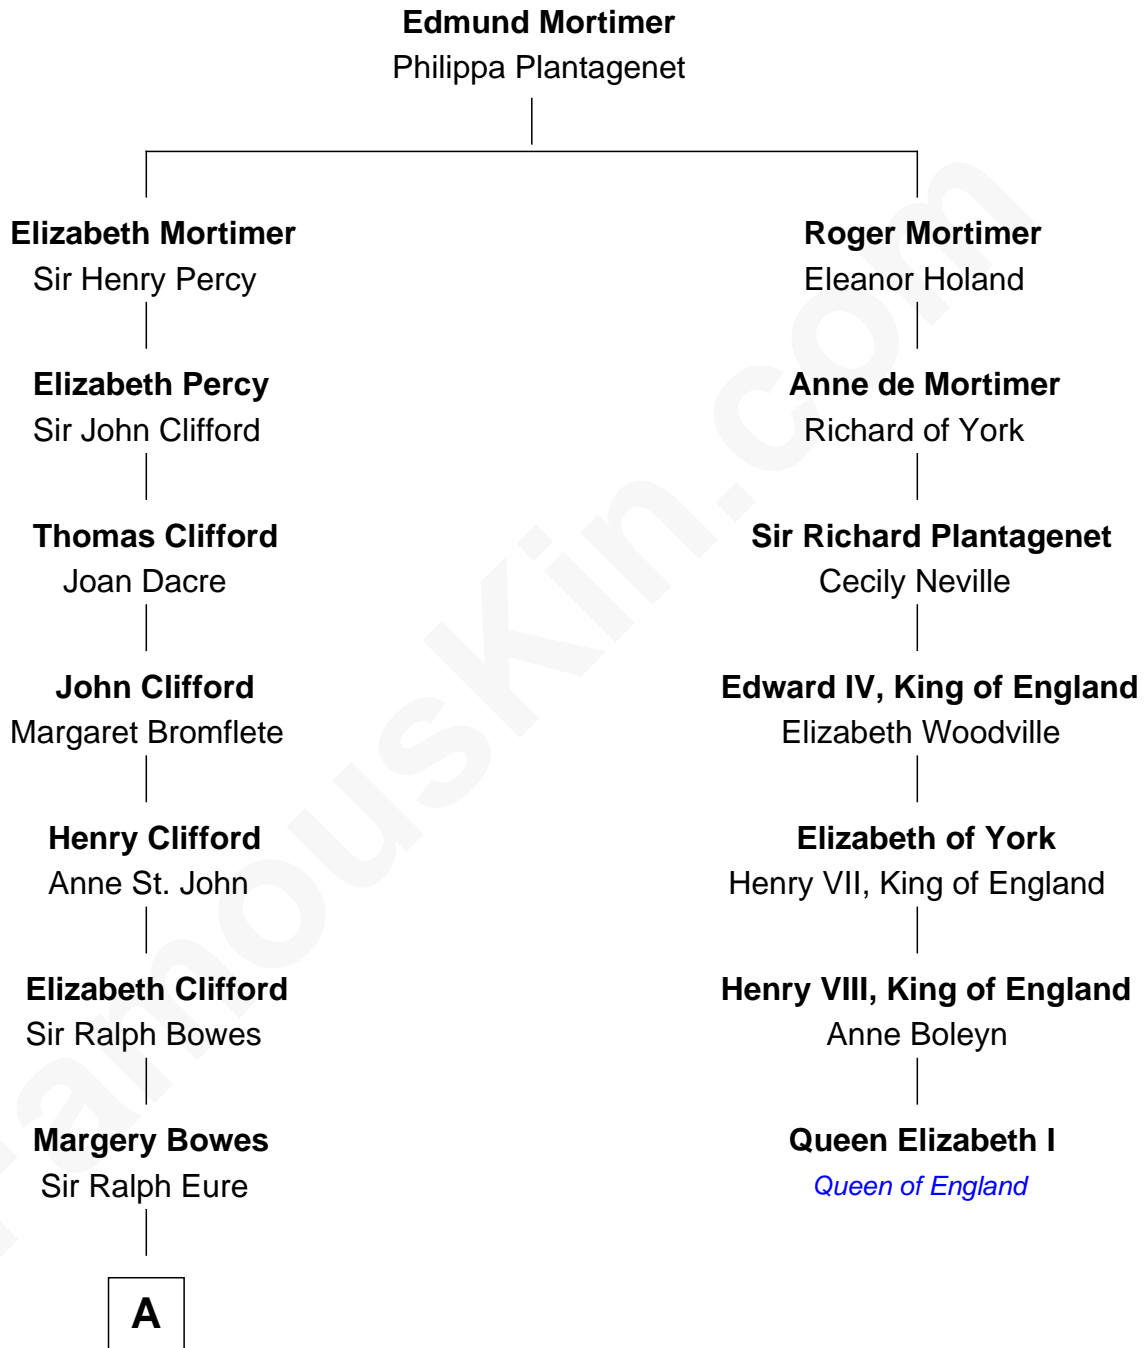 Edmund Mortimer
Philippa Plantagenet
Elizabeth Mortimer
Sir Henry Percy
Roger Mortimer
Eleanor Holand
Elizabeth Percy
Sir John Clifford
Anne de Mortimer
Richard of York
Thomas Clifford
Joan Dacre
Sir Richard Plantagenet
Cecily Neville
John Clifford
Margaret Bromflete
Edward IV, King of England
Elizabeth Woodville
Henry Clifford
Anne St. John
Elizabeth of York
Henry VII, King of England
Elizabeth Clifford
Sir Ralph Bowes
Henry VIII, King of England
Anne Boleyn
Margery Bowes
Sir Ralph Eure
Queen Elizabeth I
Queen of England
A
FamousKin.com